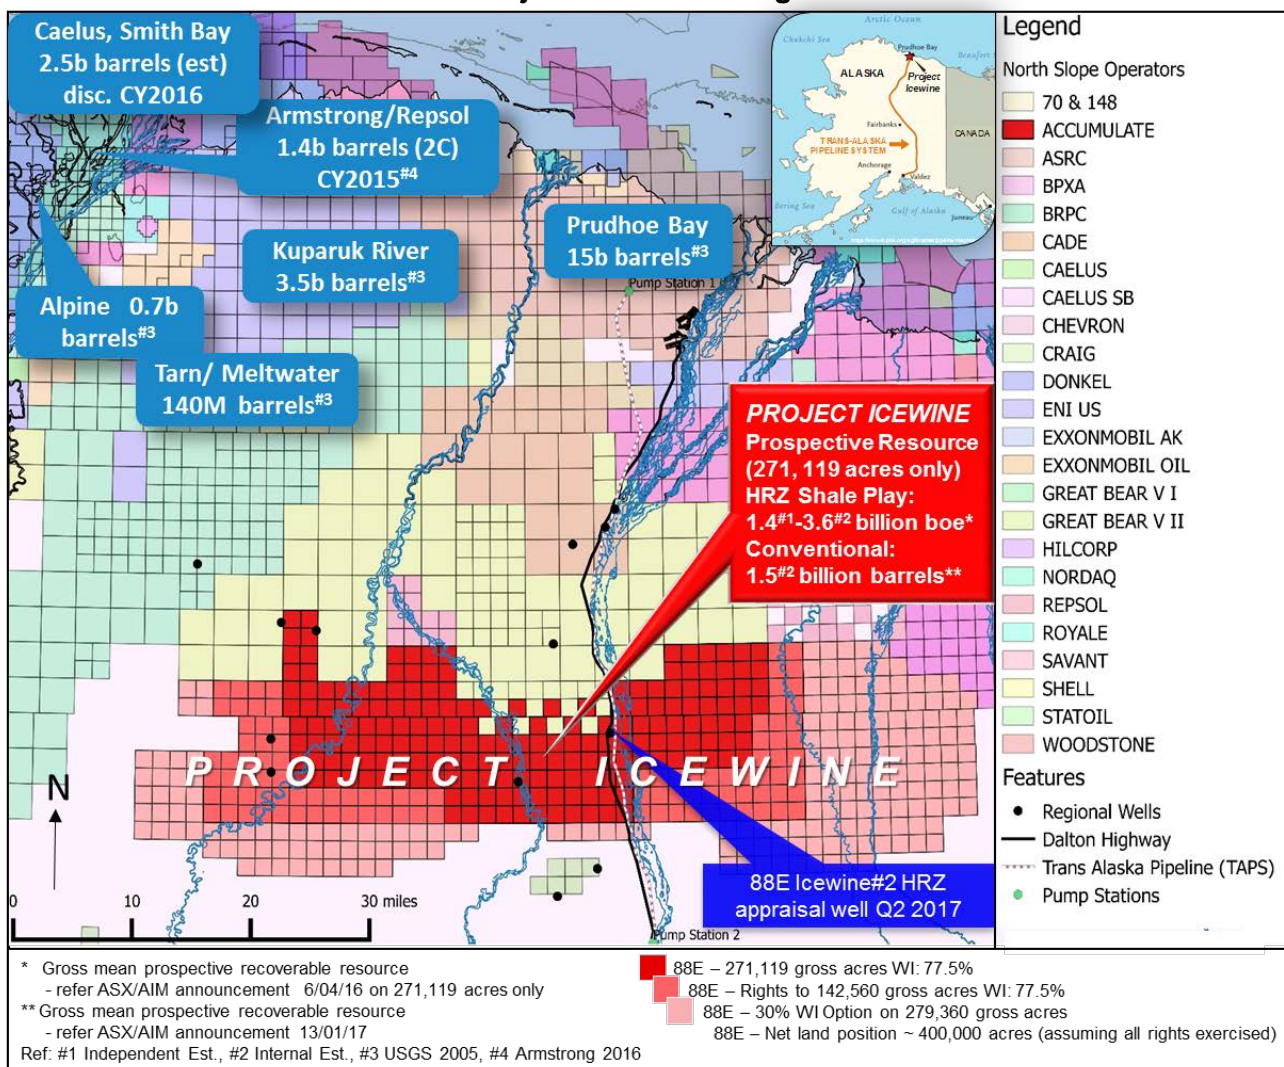 Caelus, Smith Bay
2.5b barrels (est)
disc. CY2016
Armstrong/Repsol
1.4b barrels (2C)
CY2015#4
Kuparuk River
3.5b barrels#3
Prudhoe Bay
15b barrels#3
Pump Station 1
Alpine 0.7b
barrels#3
Tarn/ Meltwater
140M barrels#3
Arctic Ocean
Chukchi Sea
Prudhoe Bay
Beaufort
ALASKA
Project
Icewine
Fairbanks
CANADA
TRANS-ALASKA
PIPELINE SYSTEM
Anchorage
Valdez
Bering Sea
Gulf of Alaska
Juneau
PROJECT ICEWINE
Prospective Resource
(271, 119 acres only)
HRZ Shale Play:
1.4#1-3.6#2 billion boe*
Conventional:
1.5#2 billion barrels**
PROJECT ICEWINE
88E Icewine#2 HRZ
appraisal well Q2 2017
Pump Station 2
N
0 10 20 30 miles
Legend
North Slope Operators
70 & 148
ACCUMULATE
ASRC
BPXA
BRPC
CADE
CAELUS
CAELUS SB
CHEVRON
CRAIG
DONKEL
ENI US
EXXONMOBIL AK
EXXONMOBIL OIL
GREAT BEAR V I
GREAT BEAR V II
HILCORP
NORDAQ
REPSOL
ROYALE
SAVANT
SHELL
STATOIL
WOODSTONE
Features
Regional Wells
Dalton Highway
Trans Alaska Pipeline (TAPS)
Pump Stations
* Gross mean prospective recoverable resource
- refer ASX/AIM announcement 6/04/16 on 271,119 acres only
** Gross mean prospective recoverable resource
- refer ASX/AIM announcement 13/01/17
Ref: #1 Independent Est., #2 Internal Est., #3 USGS 2005, #4 Armstrong 2016
88E – 271,119 gross acres WI: 77.5%
88E – Rights to 142,560 gross acres WI: 77.5%
88E – 30% WI Option on 279,360 gross acres
88E – Net land position ~ 400,000 acres (assuming all rights exercised)